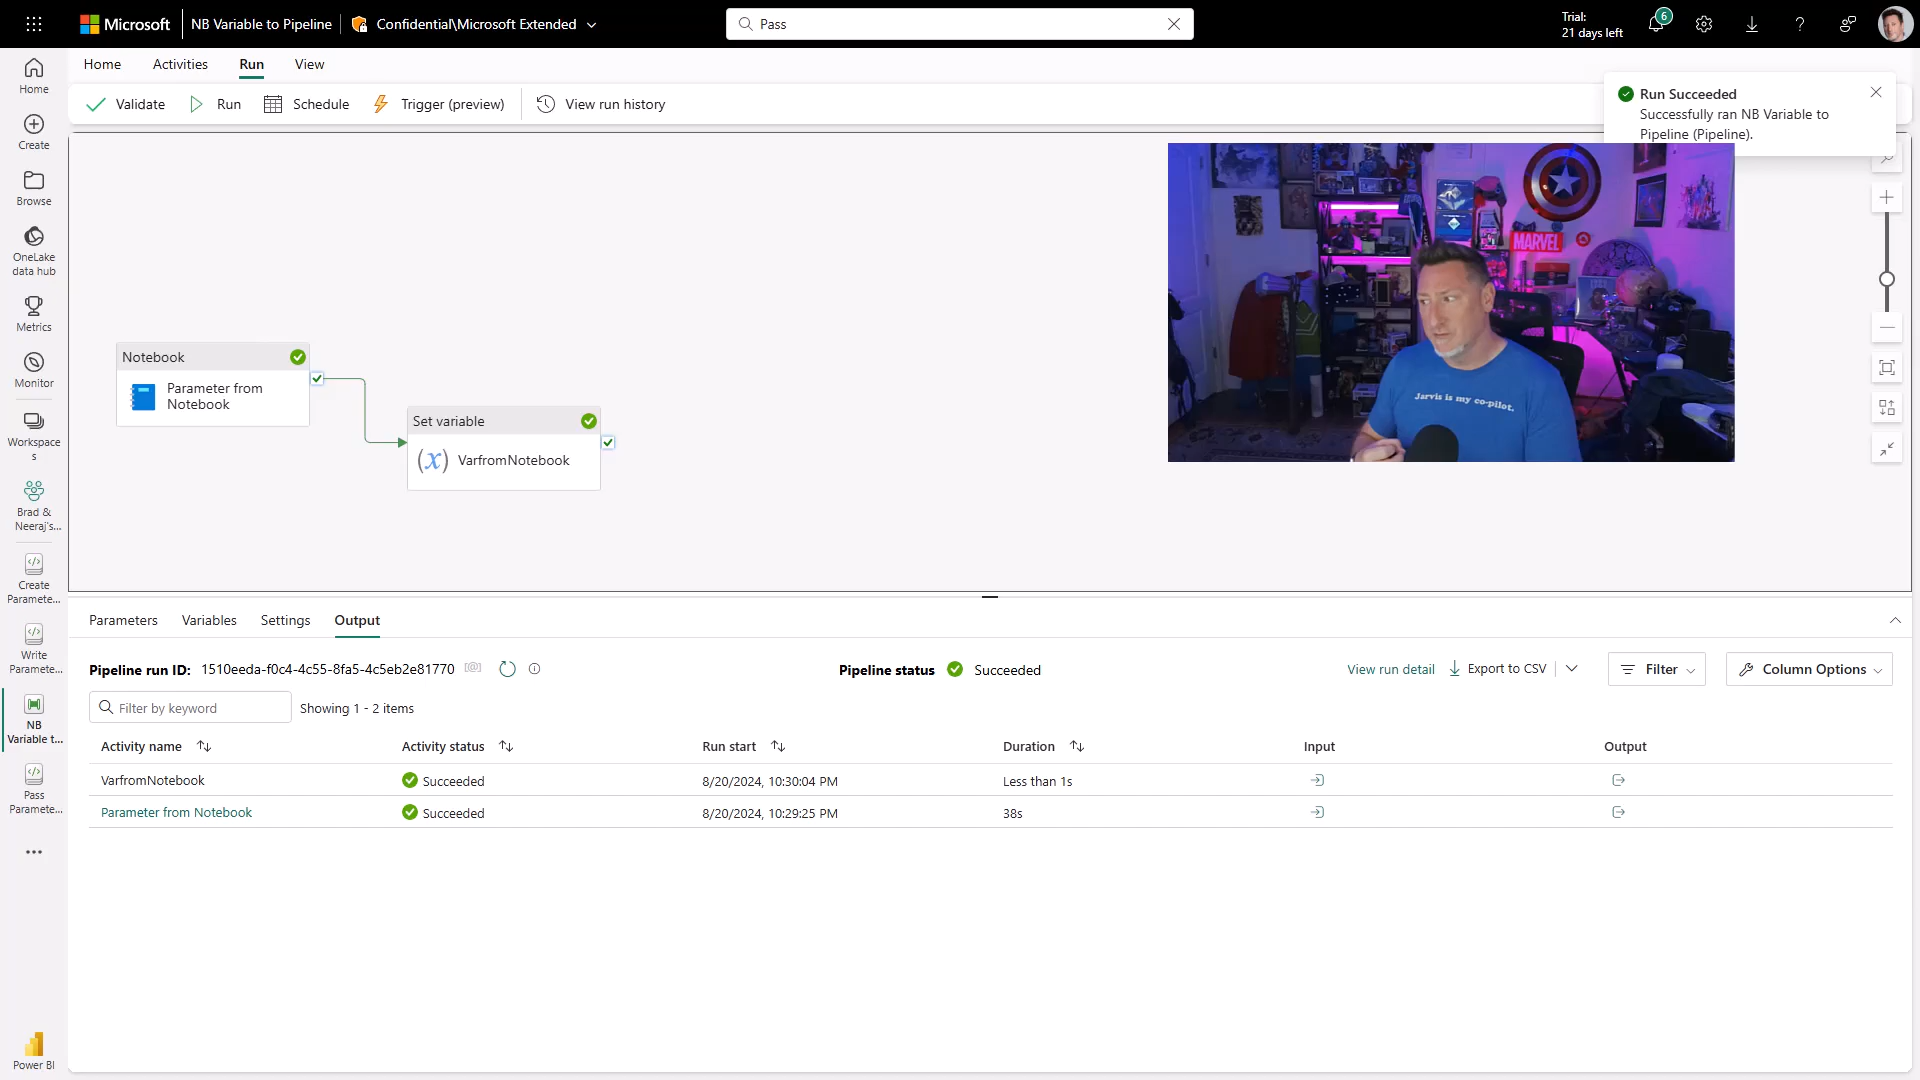 Microsoft
NB Variable to Pipeline
Confidential\Microsoft Extended
Pass
Trial:
21 days left
6
Home
Activities
Run
View
Validate
Run
Schedule
Trigger (preview)
View run history
Run Succeeded
Successfully ran NB Variable to
Pipeline (Pipeline).
Home
Create
Browse
OneLake
data hub
Metrics
Monitor
Workspace
s
Brad &
Neeraj's...
Create
Paramete...
Write
Paramete...
NB
Variable t...
Pass
Paramete...
Power BI
Notebook
Parameter from
Notebook
Set variable
(x)
VarfromNotebook
MARVEL
Jarvis is my co-pilot.
Parameters
Variables
Settings
Output
Pipeline run ID:
1510eeda-f0c4-4c55-8fa5-4c5eb2e81770
Pipeline status
Succeeded
View run detail
Export to CSV
Filter
Column Options
Filter by keyword
Showing 1 - 2 items
Activity name
Activity status
Run start
Duration
Input
Output
VarfromNotebook
Succeeded
8/20/2024, 10:30:04 PM
Less than 1s
Parameter from Notebook
Succeeded
8/20/2024, 10:29:25 PM
38s